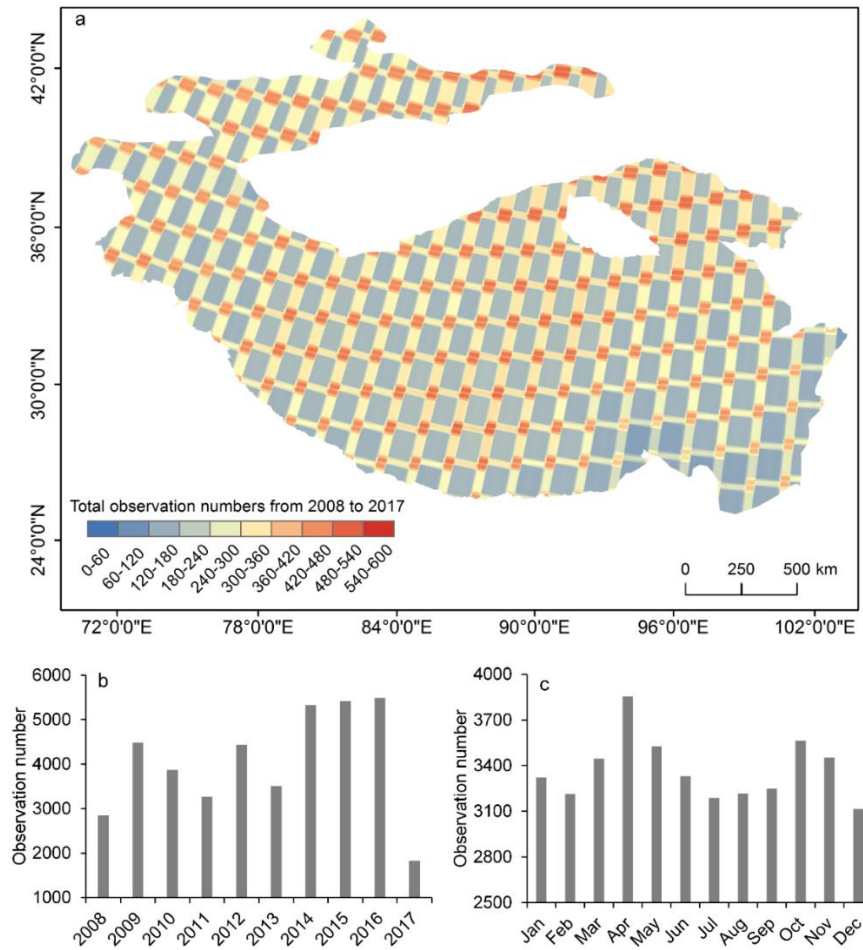 a
42°0'0"N
36°0'0"N
30°0'0"N
24°0'0"N
Total observation numbers from 2008 to 2017
0-60
60-120
120-180
180-240
240-300
300-360
360-420
420-480
480-540
540-600
0 250 500 km
72°0'0"E 78°0'0"E 84°0'0"E 90°0'0"E 96°0'0"E 102°0'0"E
b
Observation number
6000
5000
4000
3000
2000
1000
2008 2009 2010 2011 2012 2013 2014 2015 2016 2017
c
Observation number
4000
3700
3400
3100
2800
2500
Jan Feb Mar Apr May Jun Jul Aug Sep Oct Nov Dec